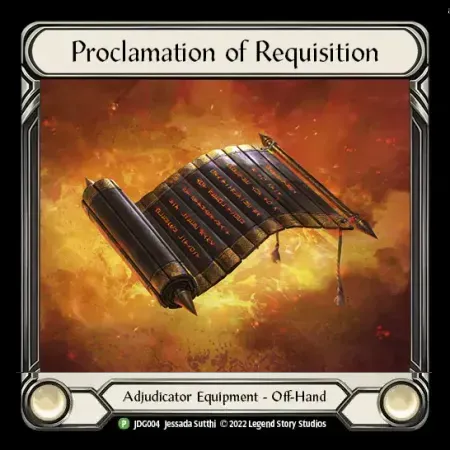 Proclamation of Requisition
Adjudicator Equipment - Off-Hand
P JDG004 Jessada Sutthi © 2022 Legend Story Studios